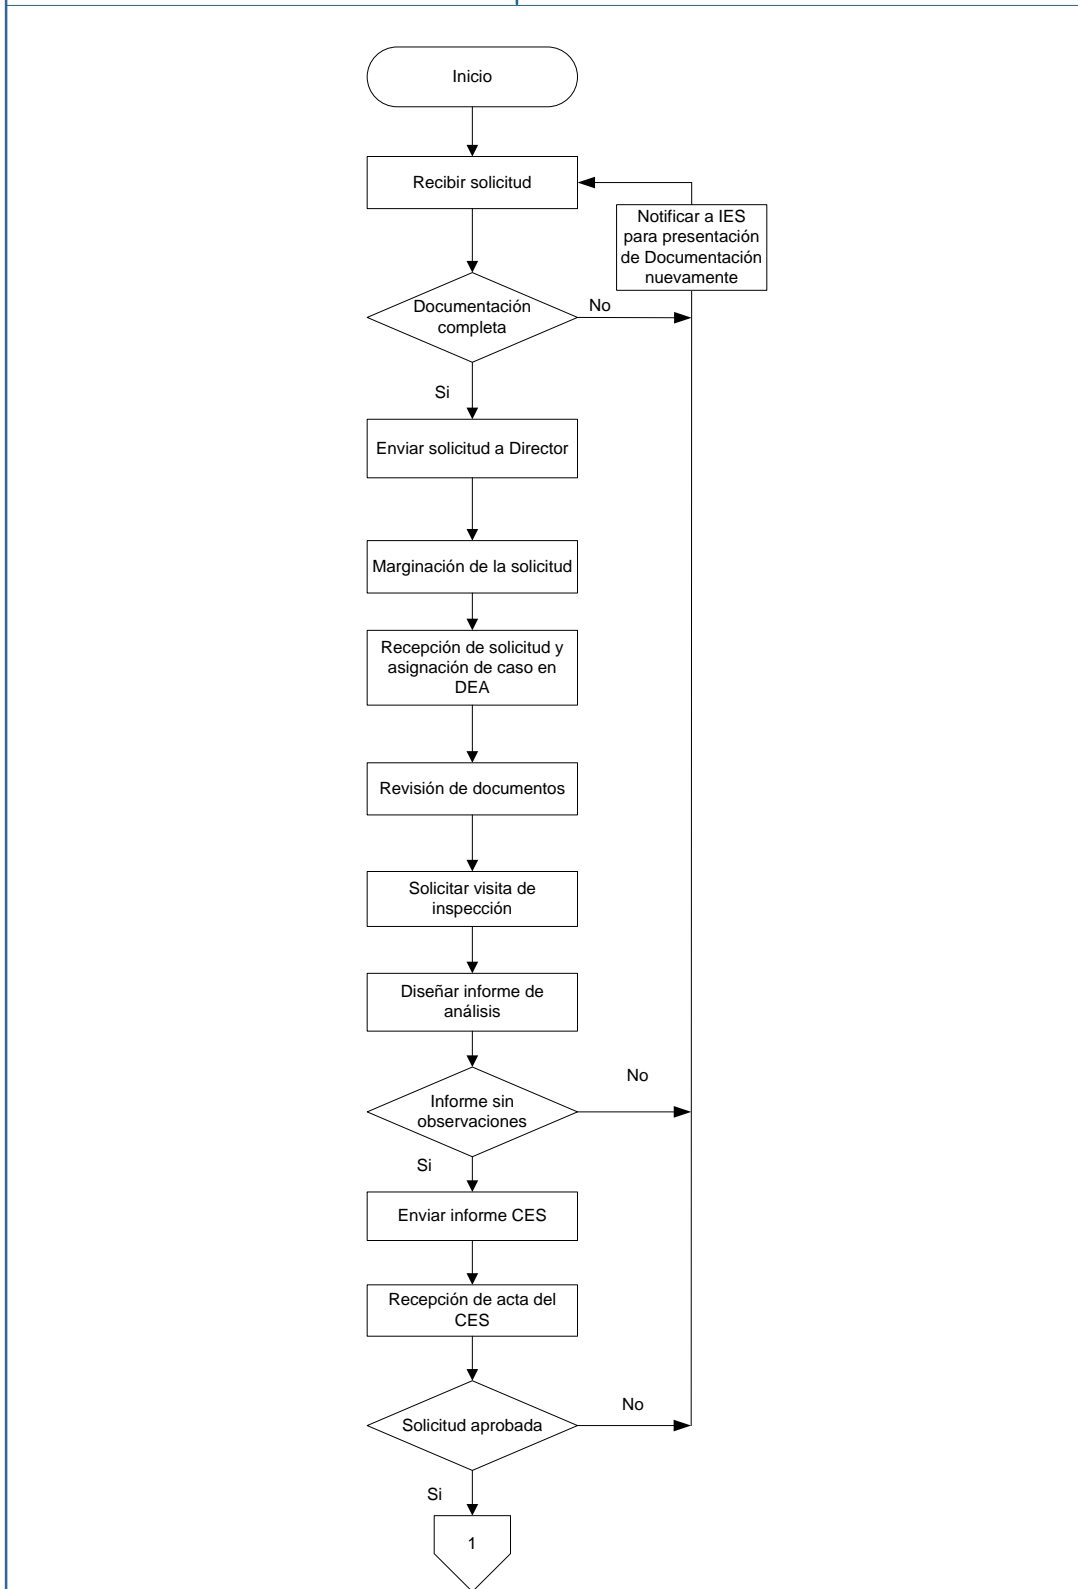 Inicio
Recibir solicitud
Notificar a IES
para presentación
de Documentación
nuevamente
Documentación
completa
No
Si
Enviar solicitud a Director
Marginación de la solicitud
Recepción de solicitud y
asignación de caso en
DEA
Revisión de documentos
Solicitar visita de
inspección
Diseñar informe de
análisis
No
Informe sin
observaciones
Si
Enviar informe CES
Recepción de acta del
CES
No
Solicitud aprobada
Si
1